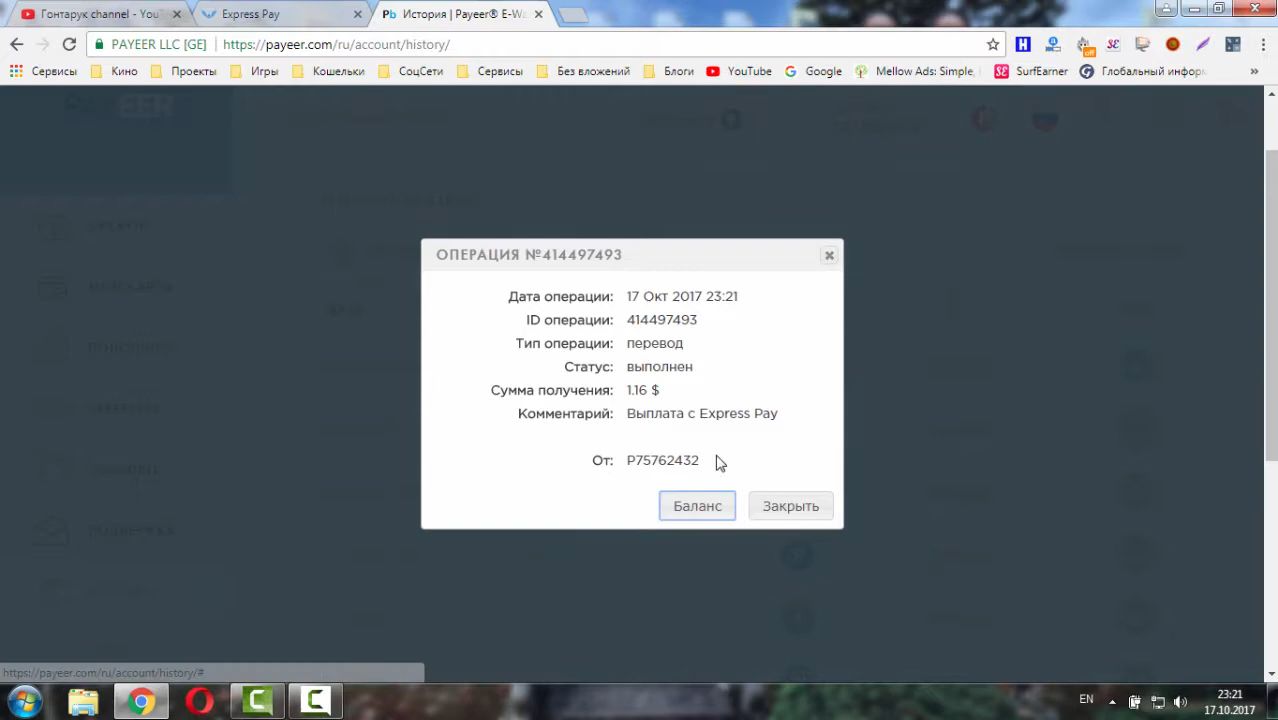 Гонтарук channel - YouT
Express Pay
История | Payeer® E-Wa
PAYEER LLC [GE]
https://payeer.com/ru/account/history/
Сервисы
Кино
Проекты
Игры
Кошельки
СоцСети
Сервисы
Без вложений
Блоги
YouTube
Google
Mellow Ads: Simple,
SurfEarner
Глобальный инфор
ОПЕРАЦИЯ №414497493
Дата операции: 17 Окт 2017 23:21
ID операции: 414497493
Тип операции: перевод
Статус: выполнен
Сумма получения: 1.16 $
Комментарий: Выплата с Express Pay
От: P75762432
Баланс
Закрыть
https://payeer.com/ru/account/history/#
EN
23:21
17.10.2017